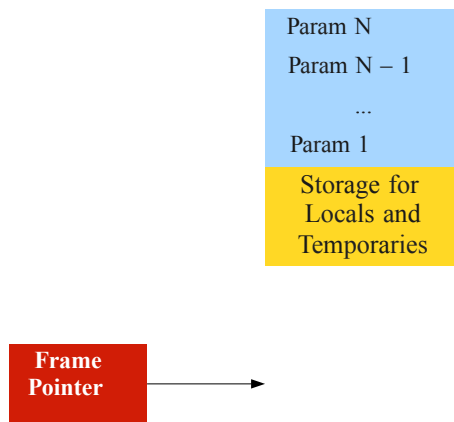 Param N
Param N – 1
...
Param 1
Storage for
Locals and
Temporaries
Frame
Pointer